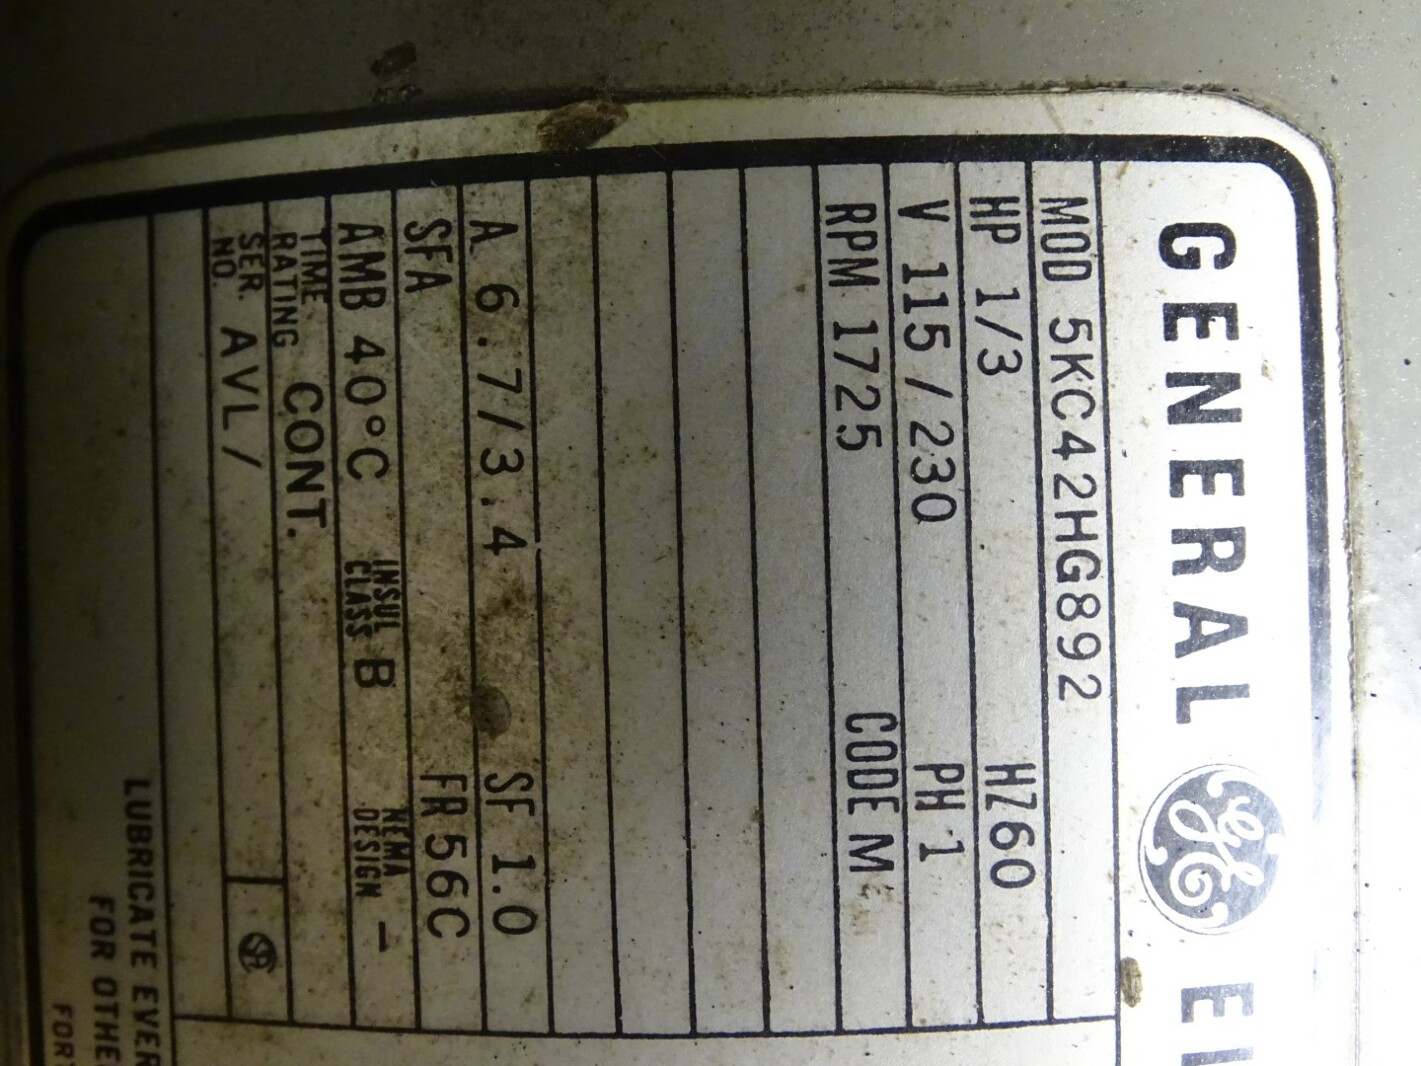 GENERAL GE EL
MOD 5KC42HG892
HP 1/3 HZ60
V 115/230 PH 1
RPM 1725 CODE M
A 6.7/3.4 SF 1.0
SFA FR 56C
AMB 40°C INSUL CLASS B NEMA DESIGN -
TIME RATING CONT.
SER. NO. AVL/
LUBRICATE EVER
FOR OTHE
FOR